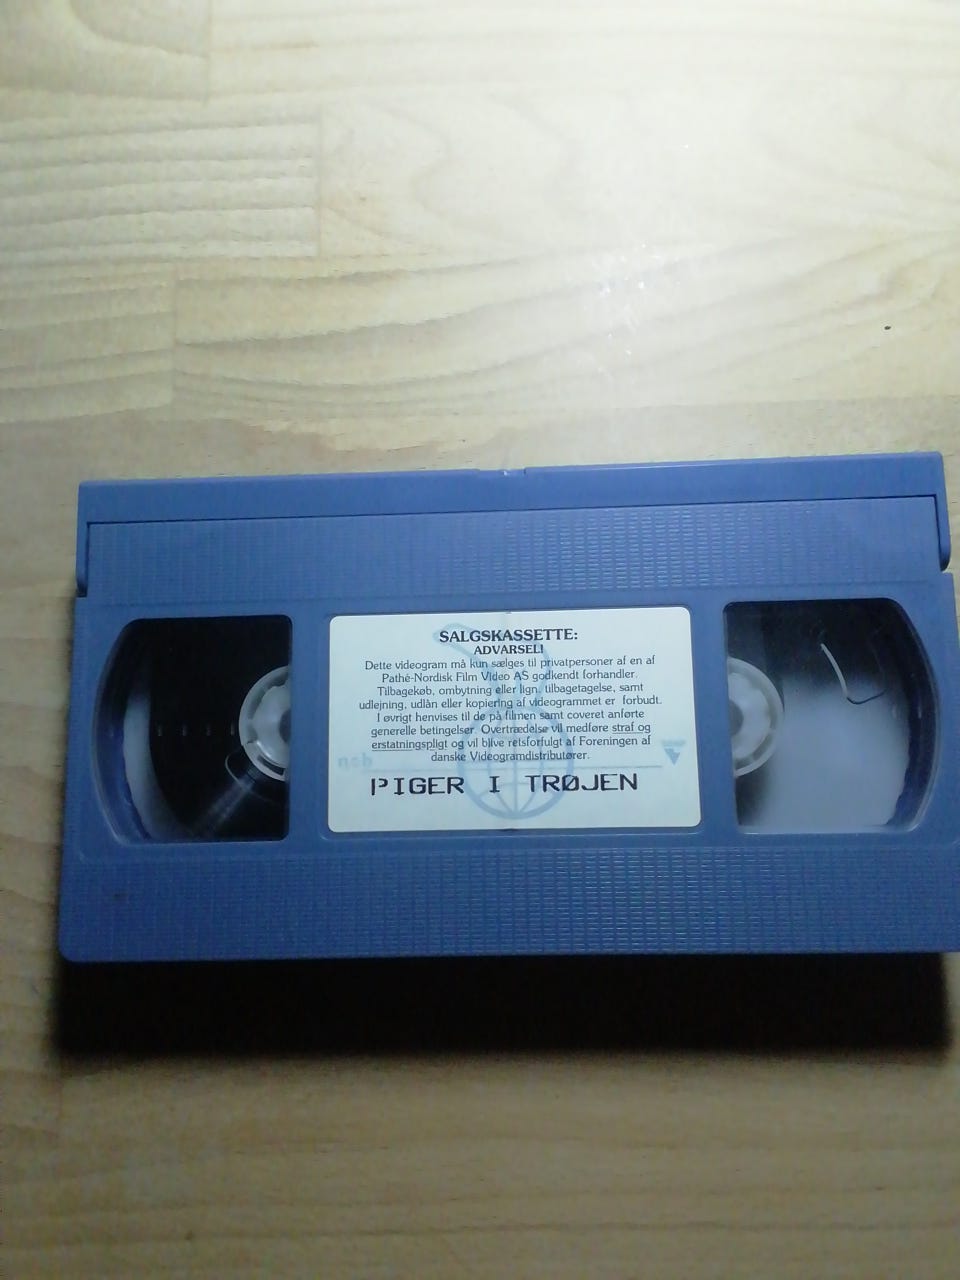 SALGSKASSETTE:
ADVARSEL!
Dette videogram må kun sælges til privatpersoner af en af
Pathé-Nordisk Film Video AS godkendt forhandler.
Tilbagekøb, ombytning eller lign. tilbagetagelse, samt
udlejning, udlån eller kopiering af videogrammet er forbudt.
I øvrigt henvises til de på filmen samt coveret anførte
generelle betingelser. Overtrædelse vil medføre straf og
erstatningspligt og vil blive retsforfulgt af Foreningen af
danske Videogramdistributører.
ncb
PIGER I TRØJEN